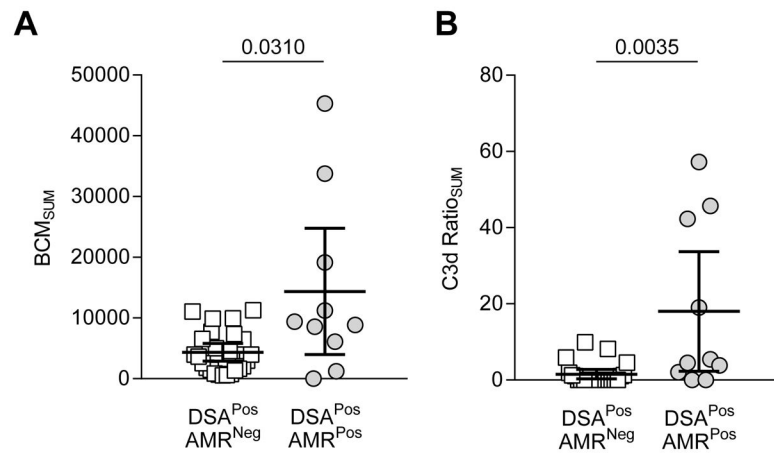 A
0.0310
50000
40000
30000
20000
10000
0
BCMSUM
DSAPos
AMRNeg
DSAPos
AMRPos
B
0.0035
80
60
40
20
0
C3d RatioSUM
DSAPos
AMRNeg
DSAPos
AMRPos